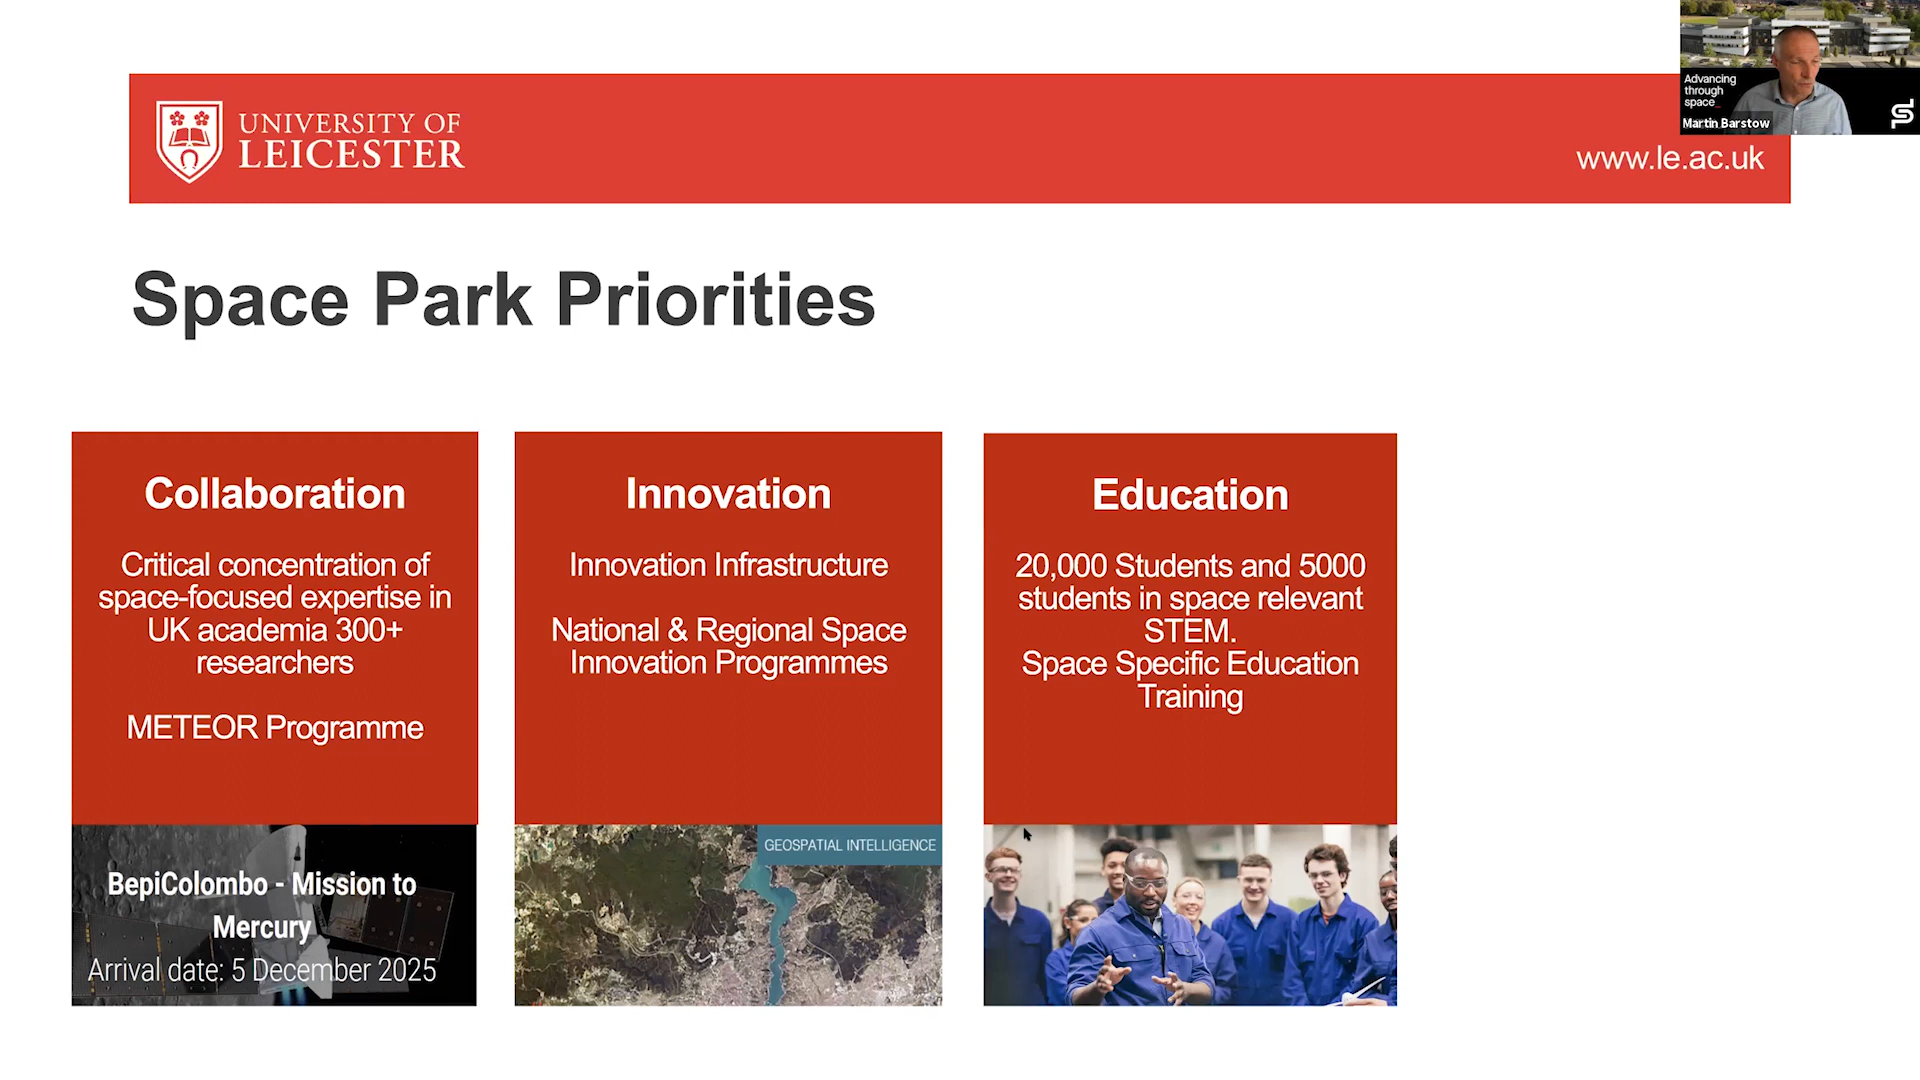 UNIVERSITY OF
LEICESTER
www.le.ac.uk
Advancing
through
space_
Martin Barstow
Space Park Priorities
Collaboration
Critical concentration of
space-focused expertise in
UK academia 300+
researchers
METEOR Programme
BepiColombo - Mission to
Mercury
Arrival date: 5 December 2025
Innovation
Innovation Infrastructure
National & Regional Space
Innovation Programmes
GEOSPATIAL INTELLIGENCE
Education
20,000 Students and 5000
students in space relevant
STEM.
Space Specific Education
Training